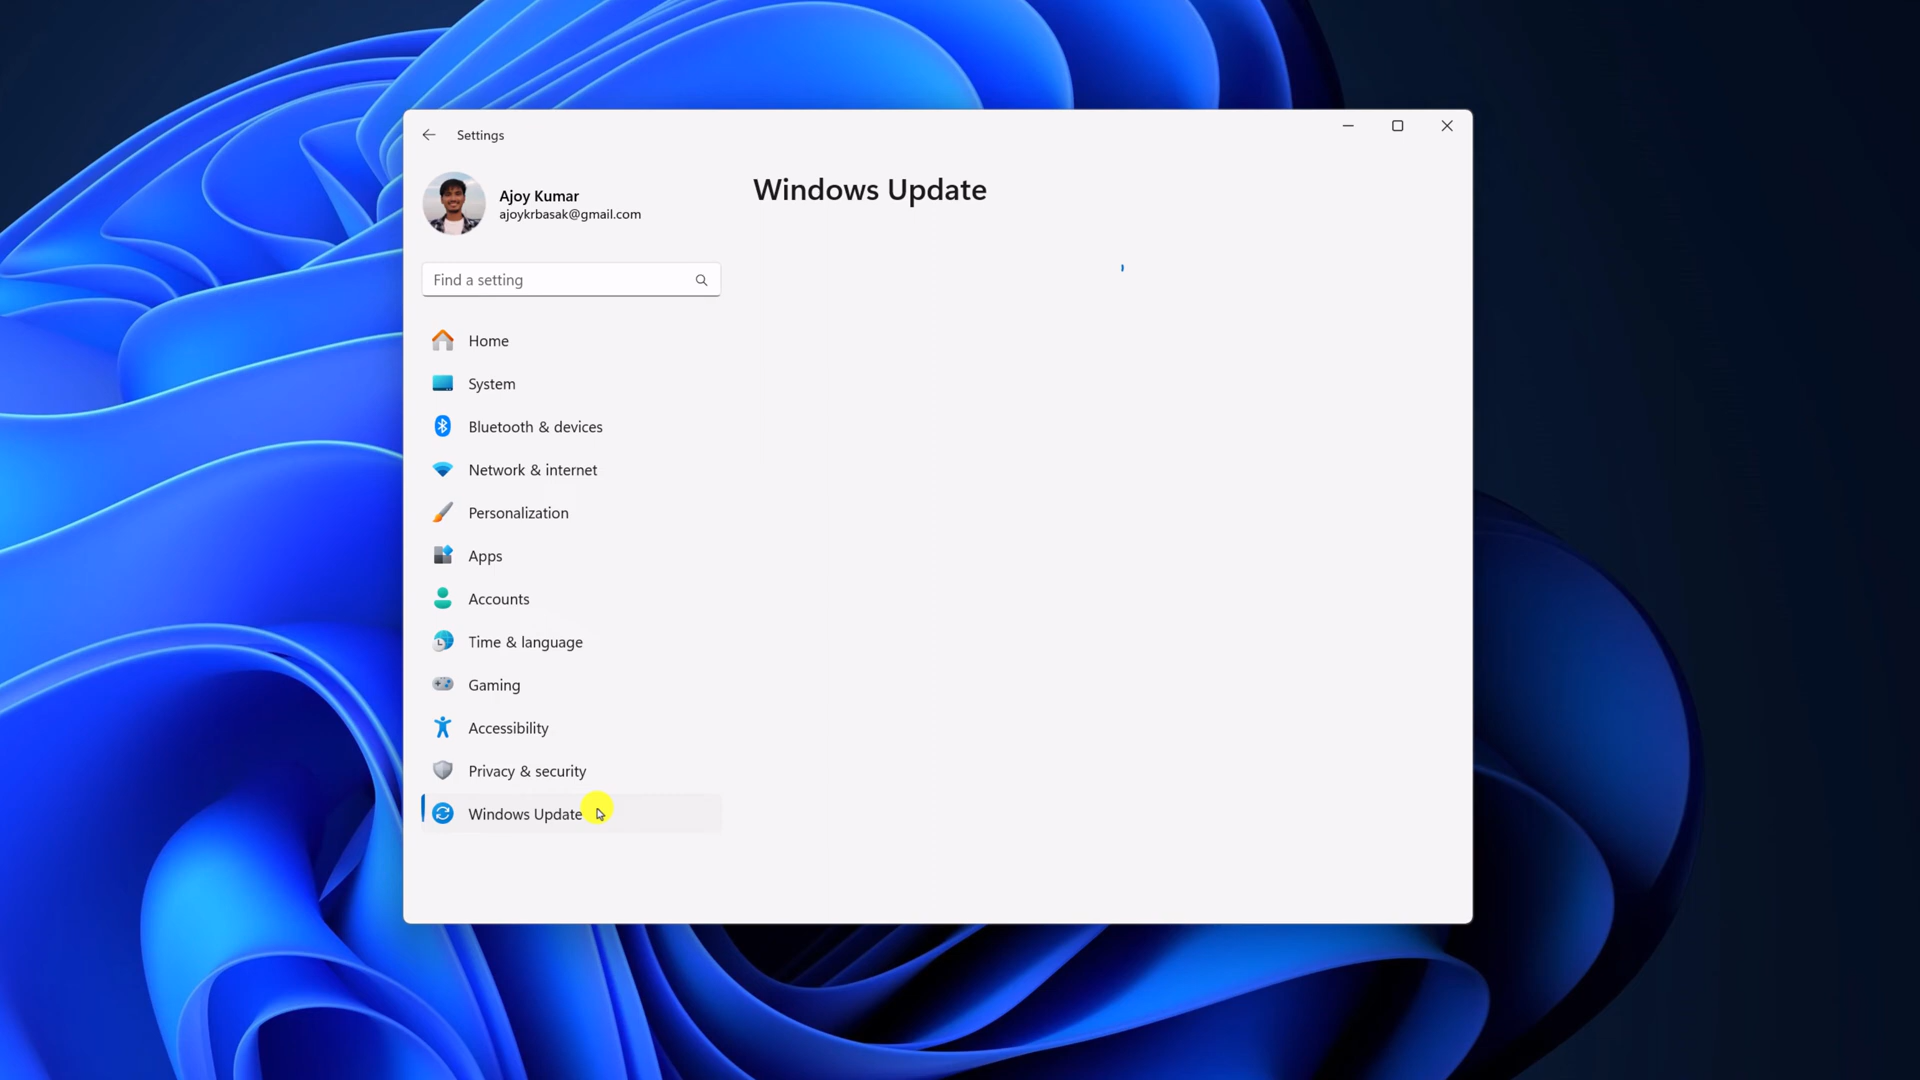 Settings
Ajoy Kumar
ajoykrbasak@gmail.com
Find a setting
Home
System
Bluetooth & devices
Network & internet
Personalization
Apps
Accounts
Time & language
Gaming
Accessibility
Privacy & security
Windows Update
Windows Update